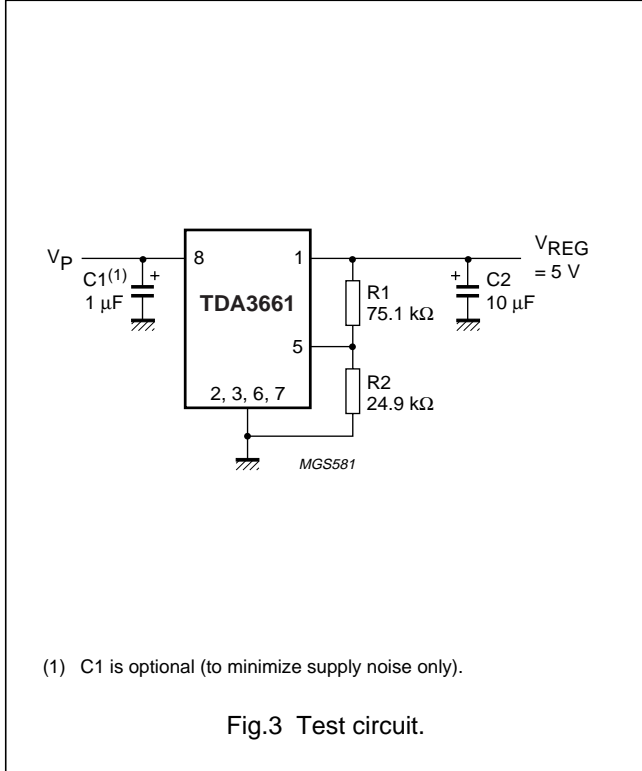 V_P
C1(1)
+
1 μF
8
1
TDA3661
5
2, 3, 6, 7
R1
75.1 kΩ
R2
24.9 kΩ
+
C2
10 μF
V_REG
= 5 V
MGS581
(1) C1 is optional (to minimize supply noise only).
Fig.3 Test circuit.